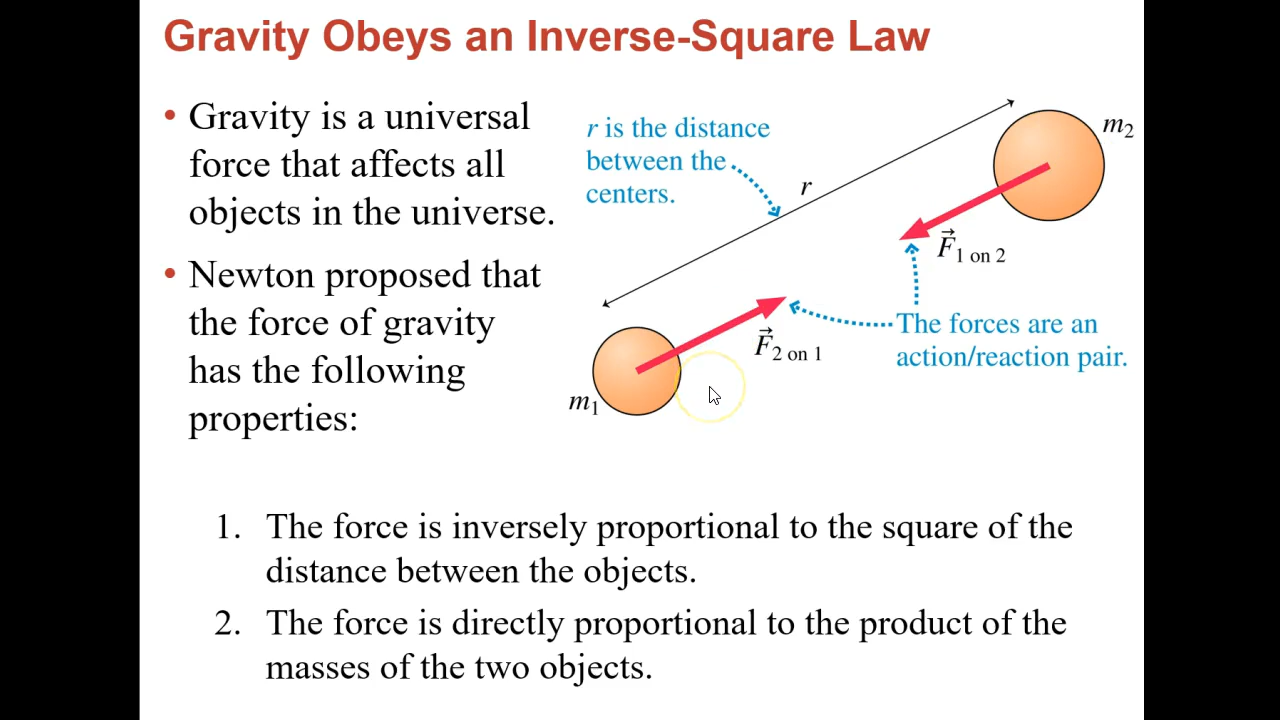 Gravity Obeys an Inverse-Square Law
• Gravity is a universal
force that affects all
objects in the universe.
• Newton proposed that
the force of gravity
has the following
properties:
r is the distance
between the
centers.
r
m₂
F⃗₁ on 2
F⃗₂ on 1
The forces are an
action/reaction pair.
m₁
1. The force is inversely proportional to the square of the
distance between the objects.
2. The force is directly proportional to the product of the
masses of the two objects.